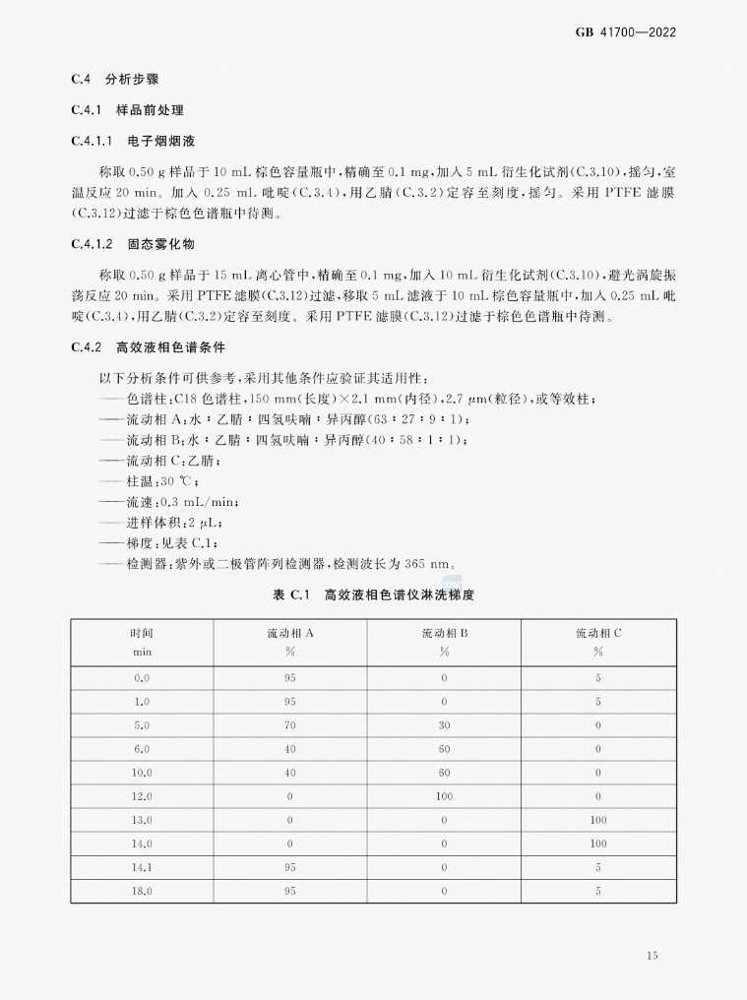 GB 41700—2022
C.4 分析步骤
C.4.1 样品前处理
C.4.1.1 电子烟烟液
称取 0.50 g 样品于 10 mL 棕色容量瓶中,精确至 0.1 mg,加入 5 mL 衍生化试剂(C.3.10),摇匀,室
温反应 20 min。加入 0.25 mL 吡啶(C.3.4),用乙腈(C.3.2)定容至刻度,摇匀。采用 PTFE 滤膜
(C.3.12)过滤于棕色色谱瓶中待测。
C.4.1.2 固态雾化物
称取 0.50 g 样品于 15 mL 离心管中,精确至 0.1 mg,加入 10 mL 衍生化试剂(C.3.10),避光涡旋振
荡反应 20 min。采用 PTFE 滤膜(C.3.12)过滤,移取 5 mL 滤液于 10 mL 棕色容量瓶中,加入 0.25 mL 吡
啶(C.3.4),用乙腈(C.3.2)定容至刻度。采用 PTFE 滤膜(C.3.12)过滤于棕色色谱瓶中待测。
C.4.2 高效液相色谱条件
以下分析条件可供参考,采用其他条件应验证其适用性:
——色谱柱:C18 色谱柱,150 mm(长度)×2.1 mm(内径),2.7 μm(粒径),或等效柱;
——流动相 A:水∶乙腈∶四氢呋喃∶异丙醇(63∶27∶9∶1);
——流动相 B:水∶乙腈∶四氢呋喃∶异丙醇(40∶58∶1∶1);
——流动相 C:乙腈;
——柱温:30 ℃;
——流速:0.3 mL/min;
——进样体积:2 μL;
——梯度:见表 C.1;
——检测器:紫外或二极管阵列检测器,检测波长为 365 nm。
表 C.1 高效液相色谱仪淋洗梯度
时间 流动相 A 流动相 B 流动相 C
min % % %
0.0 95 0 5
1.0 95 0 5
5.0 70 30 0
6.0 40 60 0
10.0 40 60 0
12.0 0 100 0
13.0 0 0 100
14.0 0 0 100
14.1 95 0 5
18.0 95 0 5
15